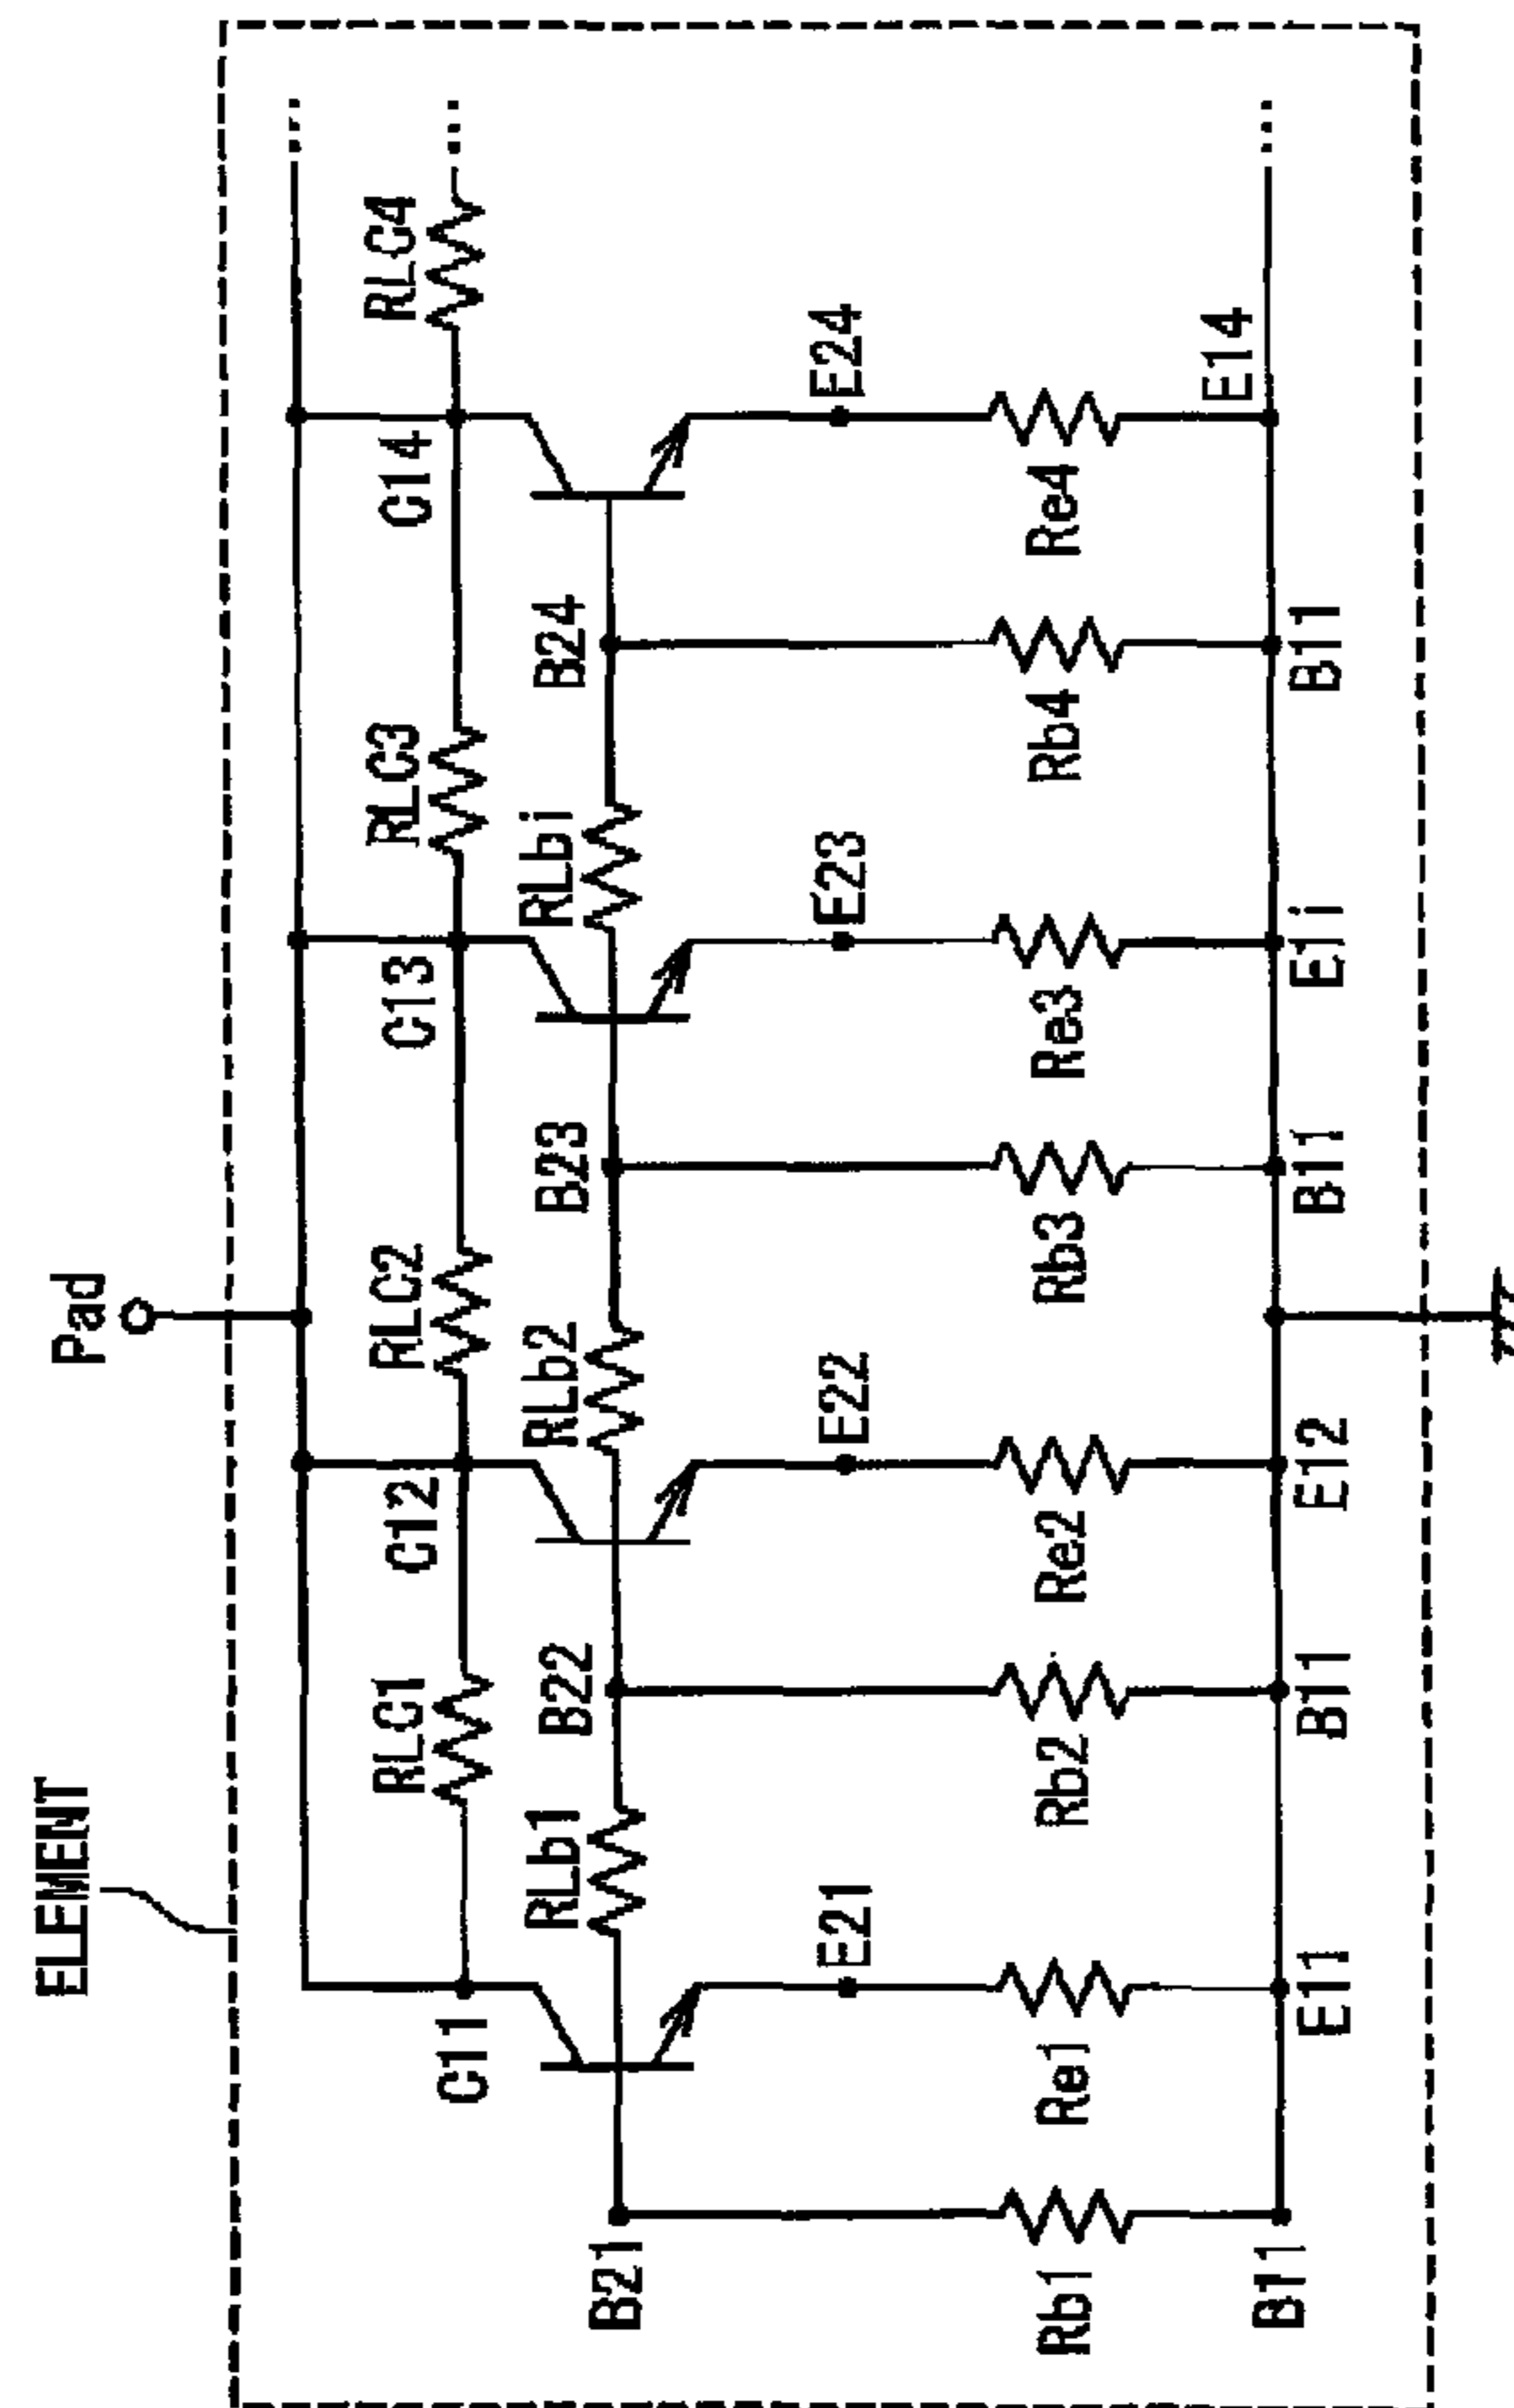 ELEMENT
Pad
RLC1
RLC2
RLC3
RLC4
C11
C12
C13
C14
RLb1
RLb2
RLbi
B21
B22
B23
B24
E21
E22
E23
E24
Rb1
Re1
Rb2
Re2
Rb3
Re3
Rb4
Re4
B11
E11
B11
E12
B11
E1i
B11
E14